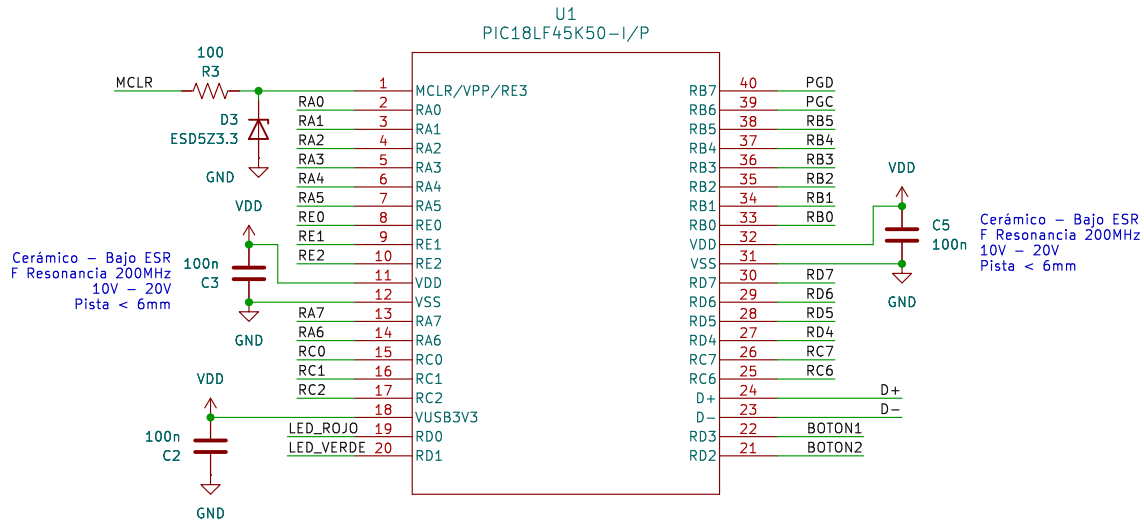 U1
PIC18LF45K50-I/P
100
R3
MCLR
D3
ESD5Z3.3
GND
1 MCLR/VPP/RE3
RA0 2 RA0
RA1 3 RA1
RA2 4 RA2
RA3 5 RA3
RA4 6 RA4
RA5 7 RA5
RE0 8 RE0
RE1 9 RE1
RE2 10 RE2
11 VDD
12 VSS
RA7 13 RA7
RA6 14 RA6
RC0 15 RC0
RC1 16 RC1
RC2 17 RC2
18 VUSB3V3
LED_ROJO 19 RD0
LED_VERDE 20 RD1
VDD
Cerámico - Bajo ESR
F Resonancia 200MHz
10V - 20V
Pista < 6mm
100n
C3
GND
VDD
100n
C2
GND
RB7 40 PGD
RB6 39 PGC
RB5 38 RB5
RB4 37 RB4
RB3 36 RB3
RB2 35 RB2
RB1 34 RB1
RB0 33 RB0
VDD 32
VSS 31
RD7 30 RD7
RD6 29 RD6
RD5 28 RD5
RD4 27 RD4
RC7 26 RC7
RC6 25 RC6
D+ 24 D+
D- 23 D-
RD3 22 BOTON1
RD2 21 BOTON2
VDD
C5
100n
GND
Cerámico - Bajo ESR
F Resonancia 200MHz
10V - 20V
Pista < 6mm